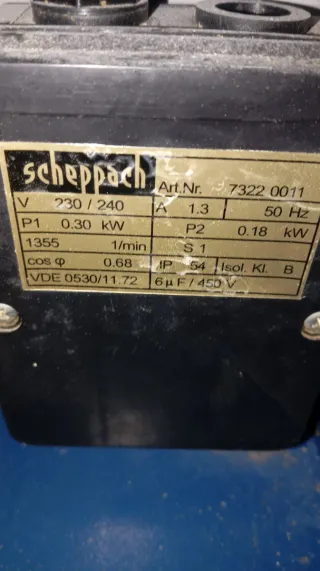 scheppach Art.Nr. 7322 0011
V 230 / 240 A 1.3 50 Hz
P1 0.30 kW P2 0.18 kW
1355 1/min S 1
cos φ 0.68 IP 54 Isol. Kl. B
VDE 0530/11.72 6 µF / 450 V